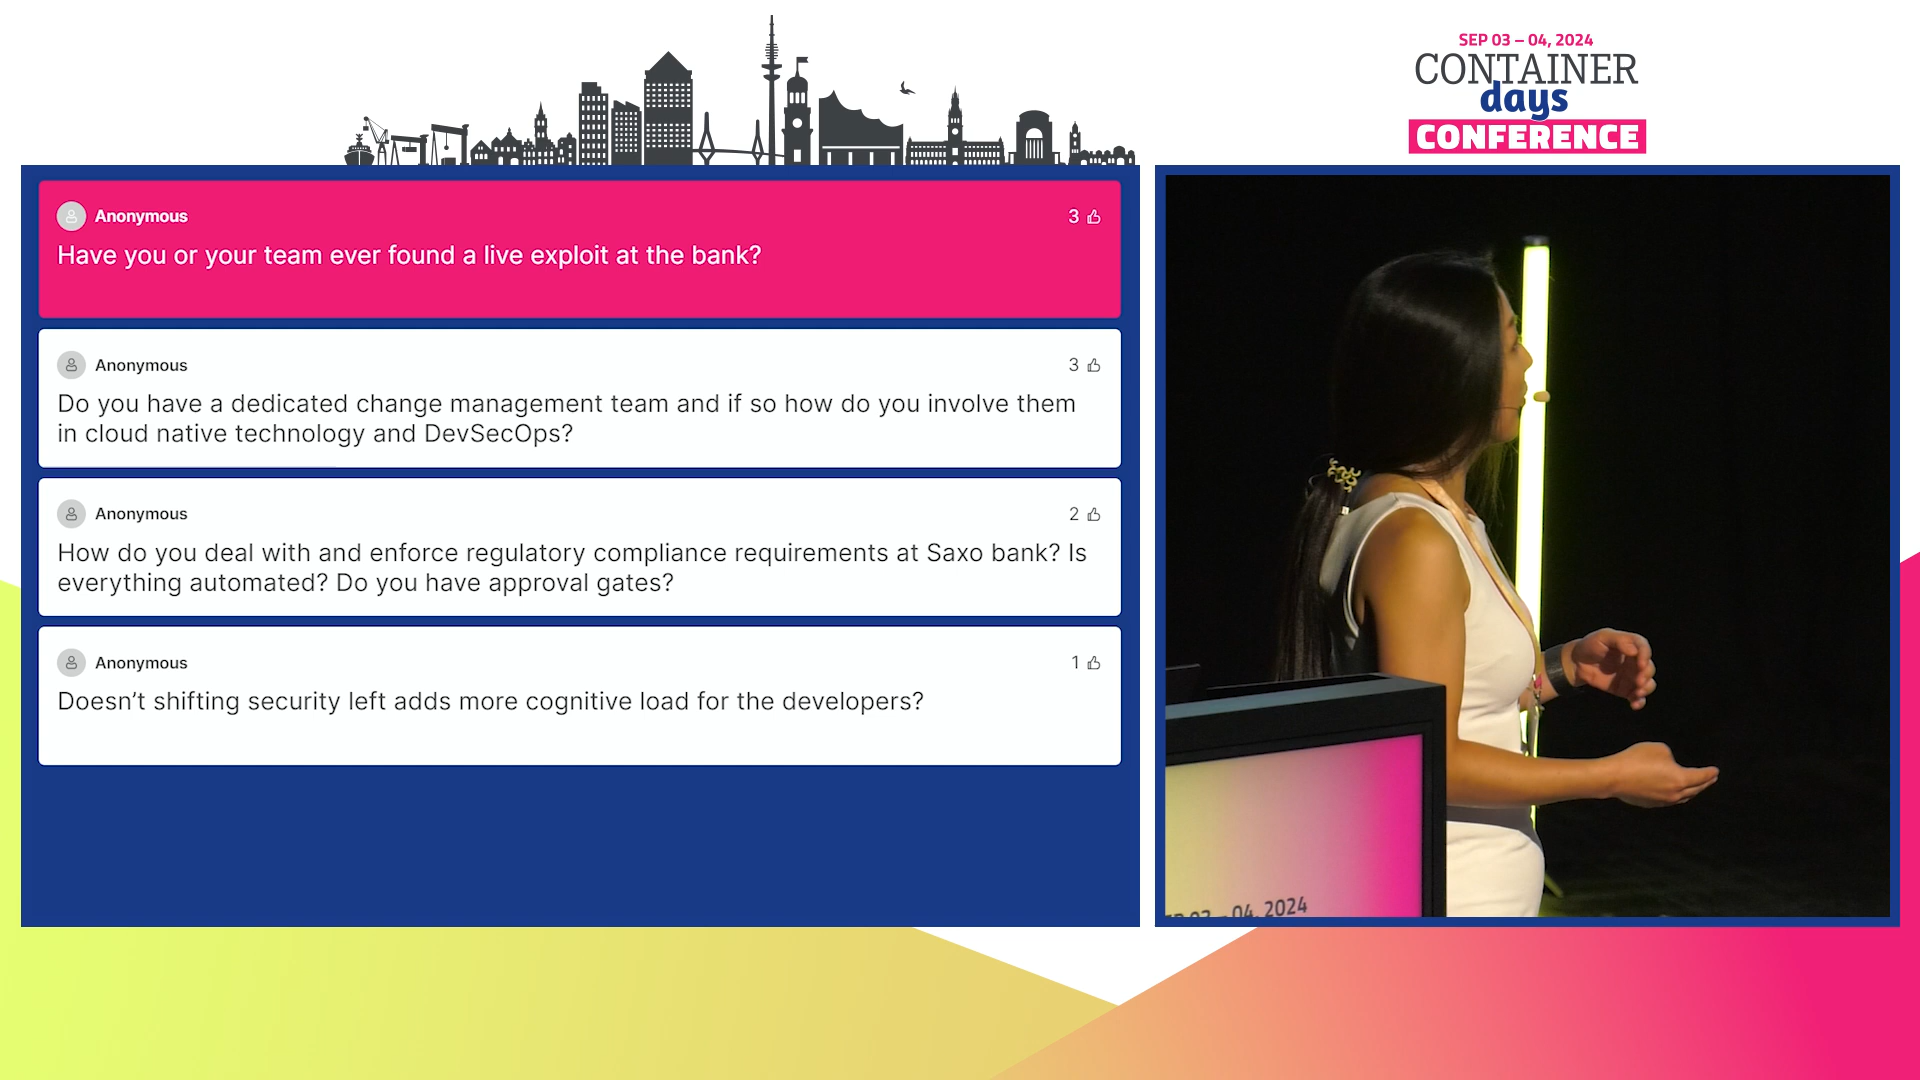 SEP 03 – 04, 2024
CONTAINER
days
CONFERENCE
Anonymous
3
Have you or your team ever found a live exploit at the bank?
Anonymous
3
Do you have a dedicated change management team and if so how do you involve them
in cloud native technology and DevSecOps?
Anonymous
2
How do you deal with and enforce regulatory compliance requirements at Saxo bank? Is
everything automated? Do you have approval gates?
Anonymous
1
Doesn’t shifting security left adds more cognitive load for the developers?
– 04, 2024